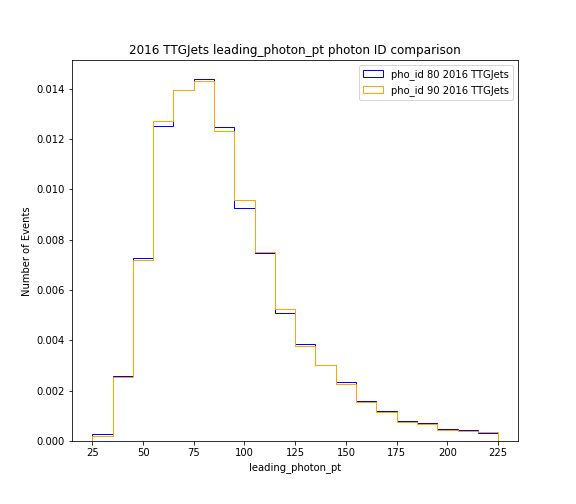 2016 TTGJets leading_photon_pt photon ID comparison
pho_id 80 2016 TTGJets
pho_id 90 2016 TTGJets
Number of Events
0.014
0.012
0.010
0.008
0.006
0.004
0.002
0.000
25 50 75 100 125 150 175 200 225
leading_photon_pt